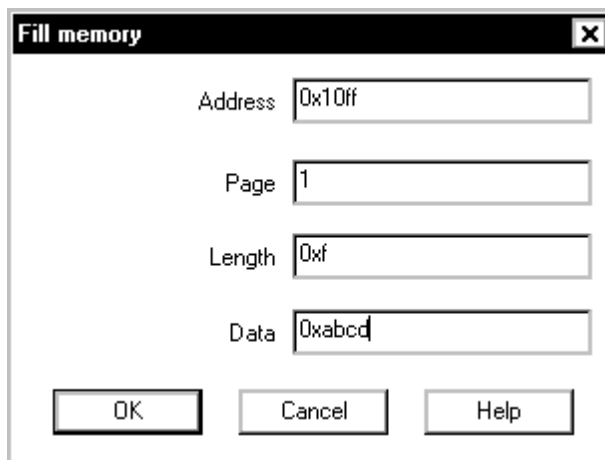 Fill memory
Address 0x10ff
Page 1
Length 0xf
Data 0xabcd
OK Cancel Help